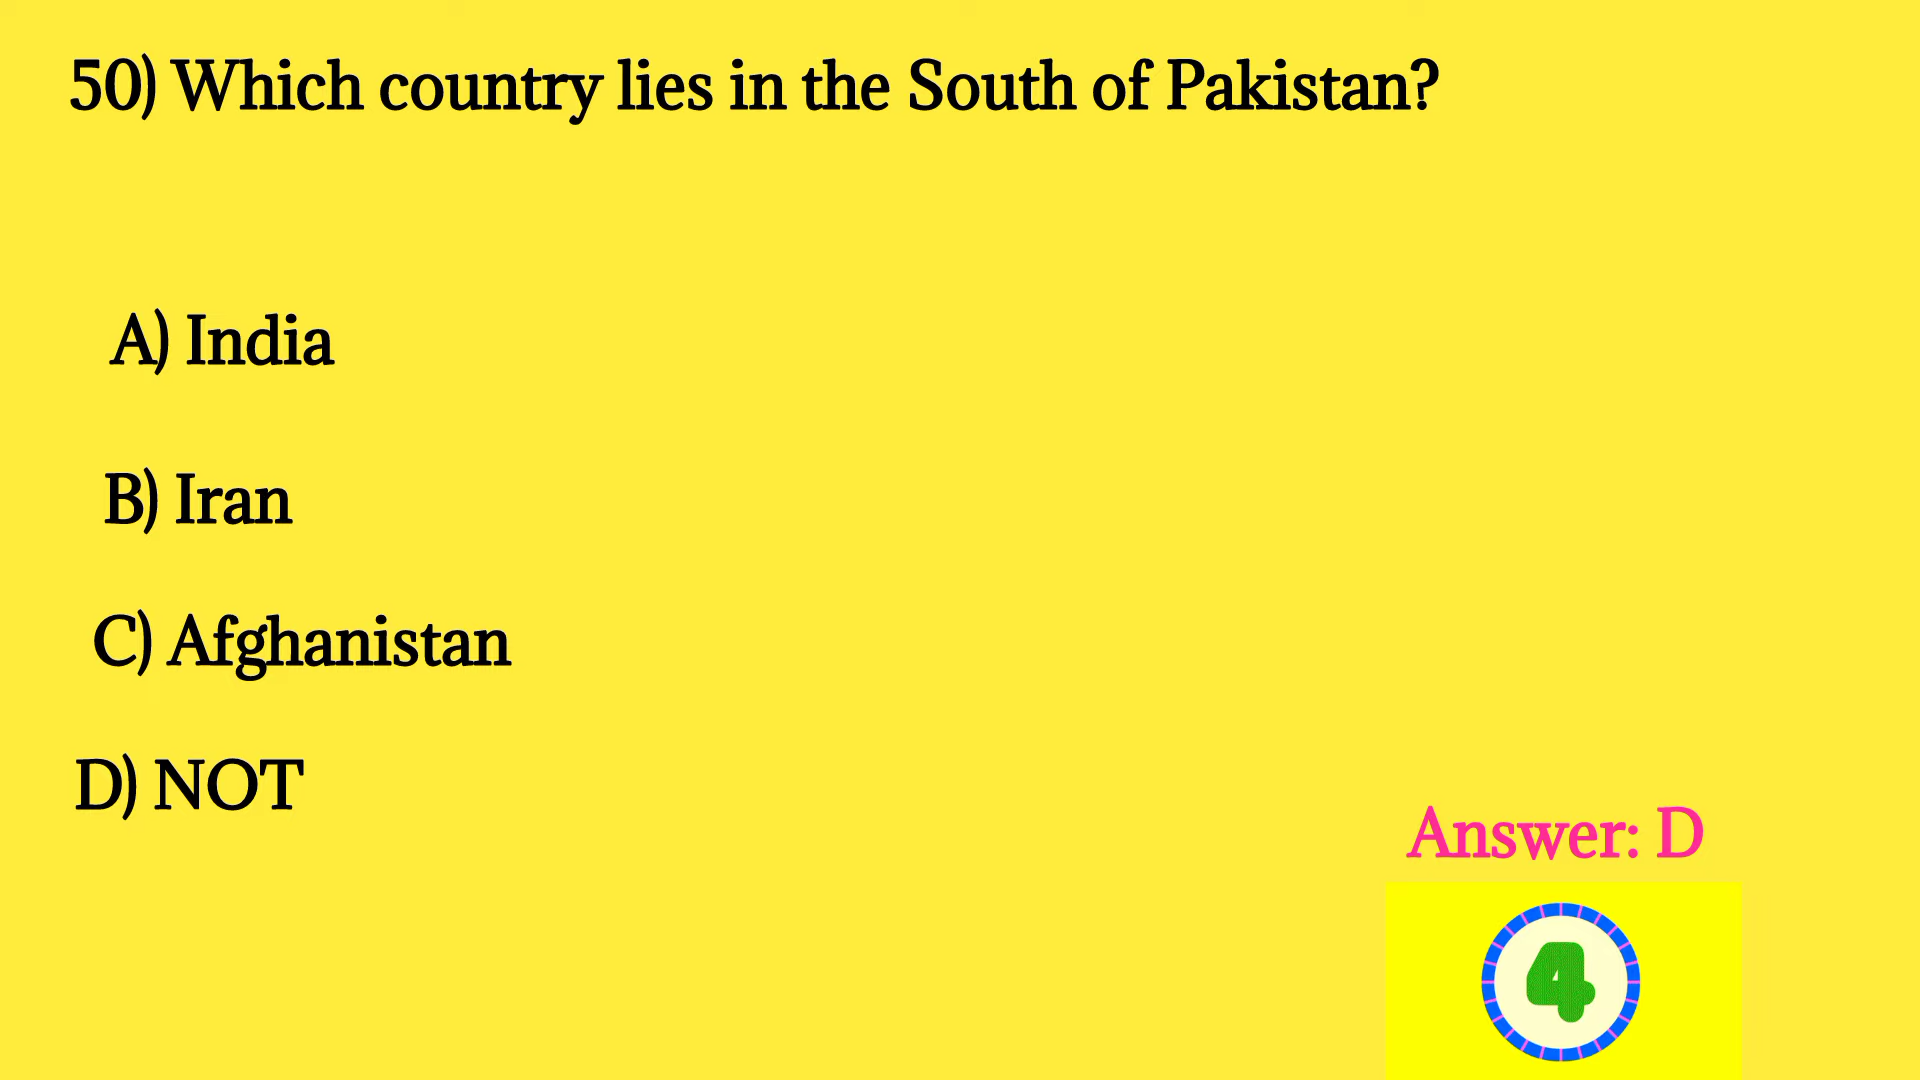 50) Which country lies in the South of Pakistan?
A) India
B) Iran
C) Afghanistan
D) NOT
Answer: D
4